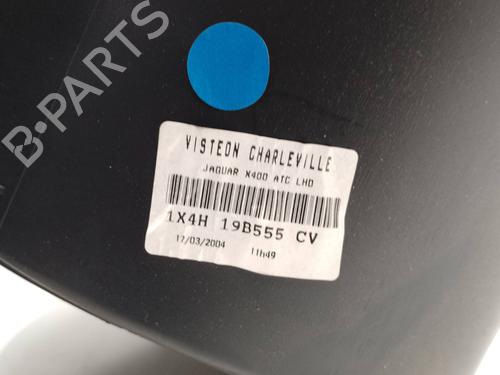 VISTEON CHARLEVILLE
JAGUAR X400 ATC LHD
1X4H 19B555 CV
17/03/2004 11h49
B-PARTS